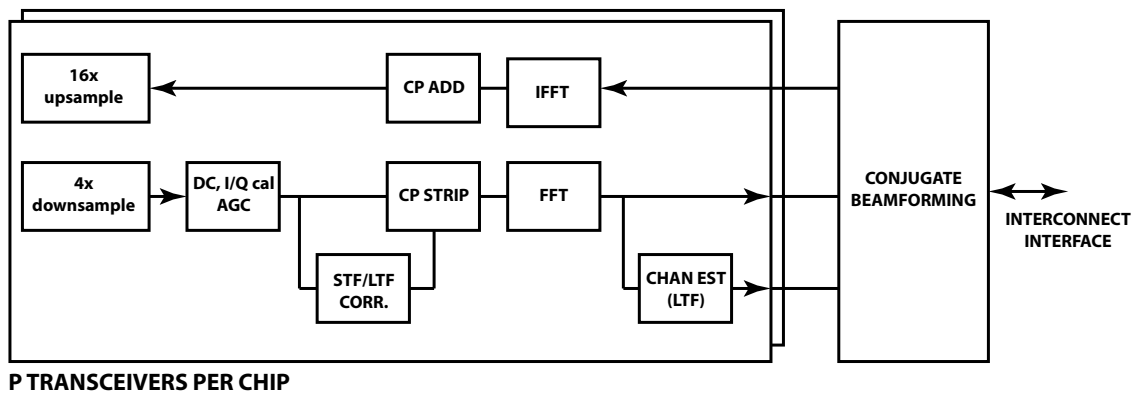 16x
upsample
CP ADD
IFFT
4x
downsample
DC, I/Q cal
AGC
CP STRIP
FFT
STF/LTF
CORR.
CHAN EST
(LTF)
CONJUGATE
BEAMFORMING
INTERCONNECT
INTERFACE
P TRANSCEIVERS PER CHIP